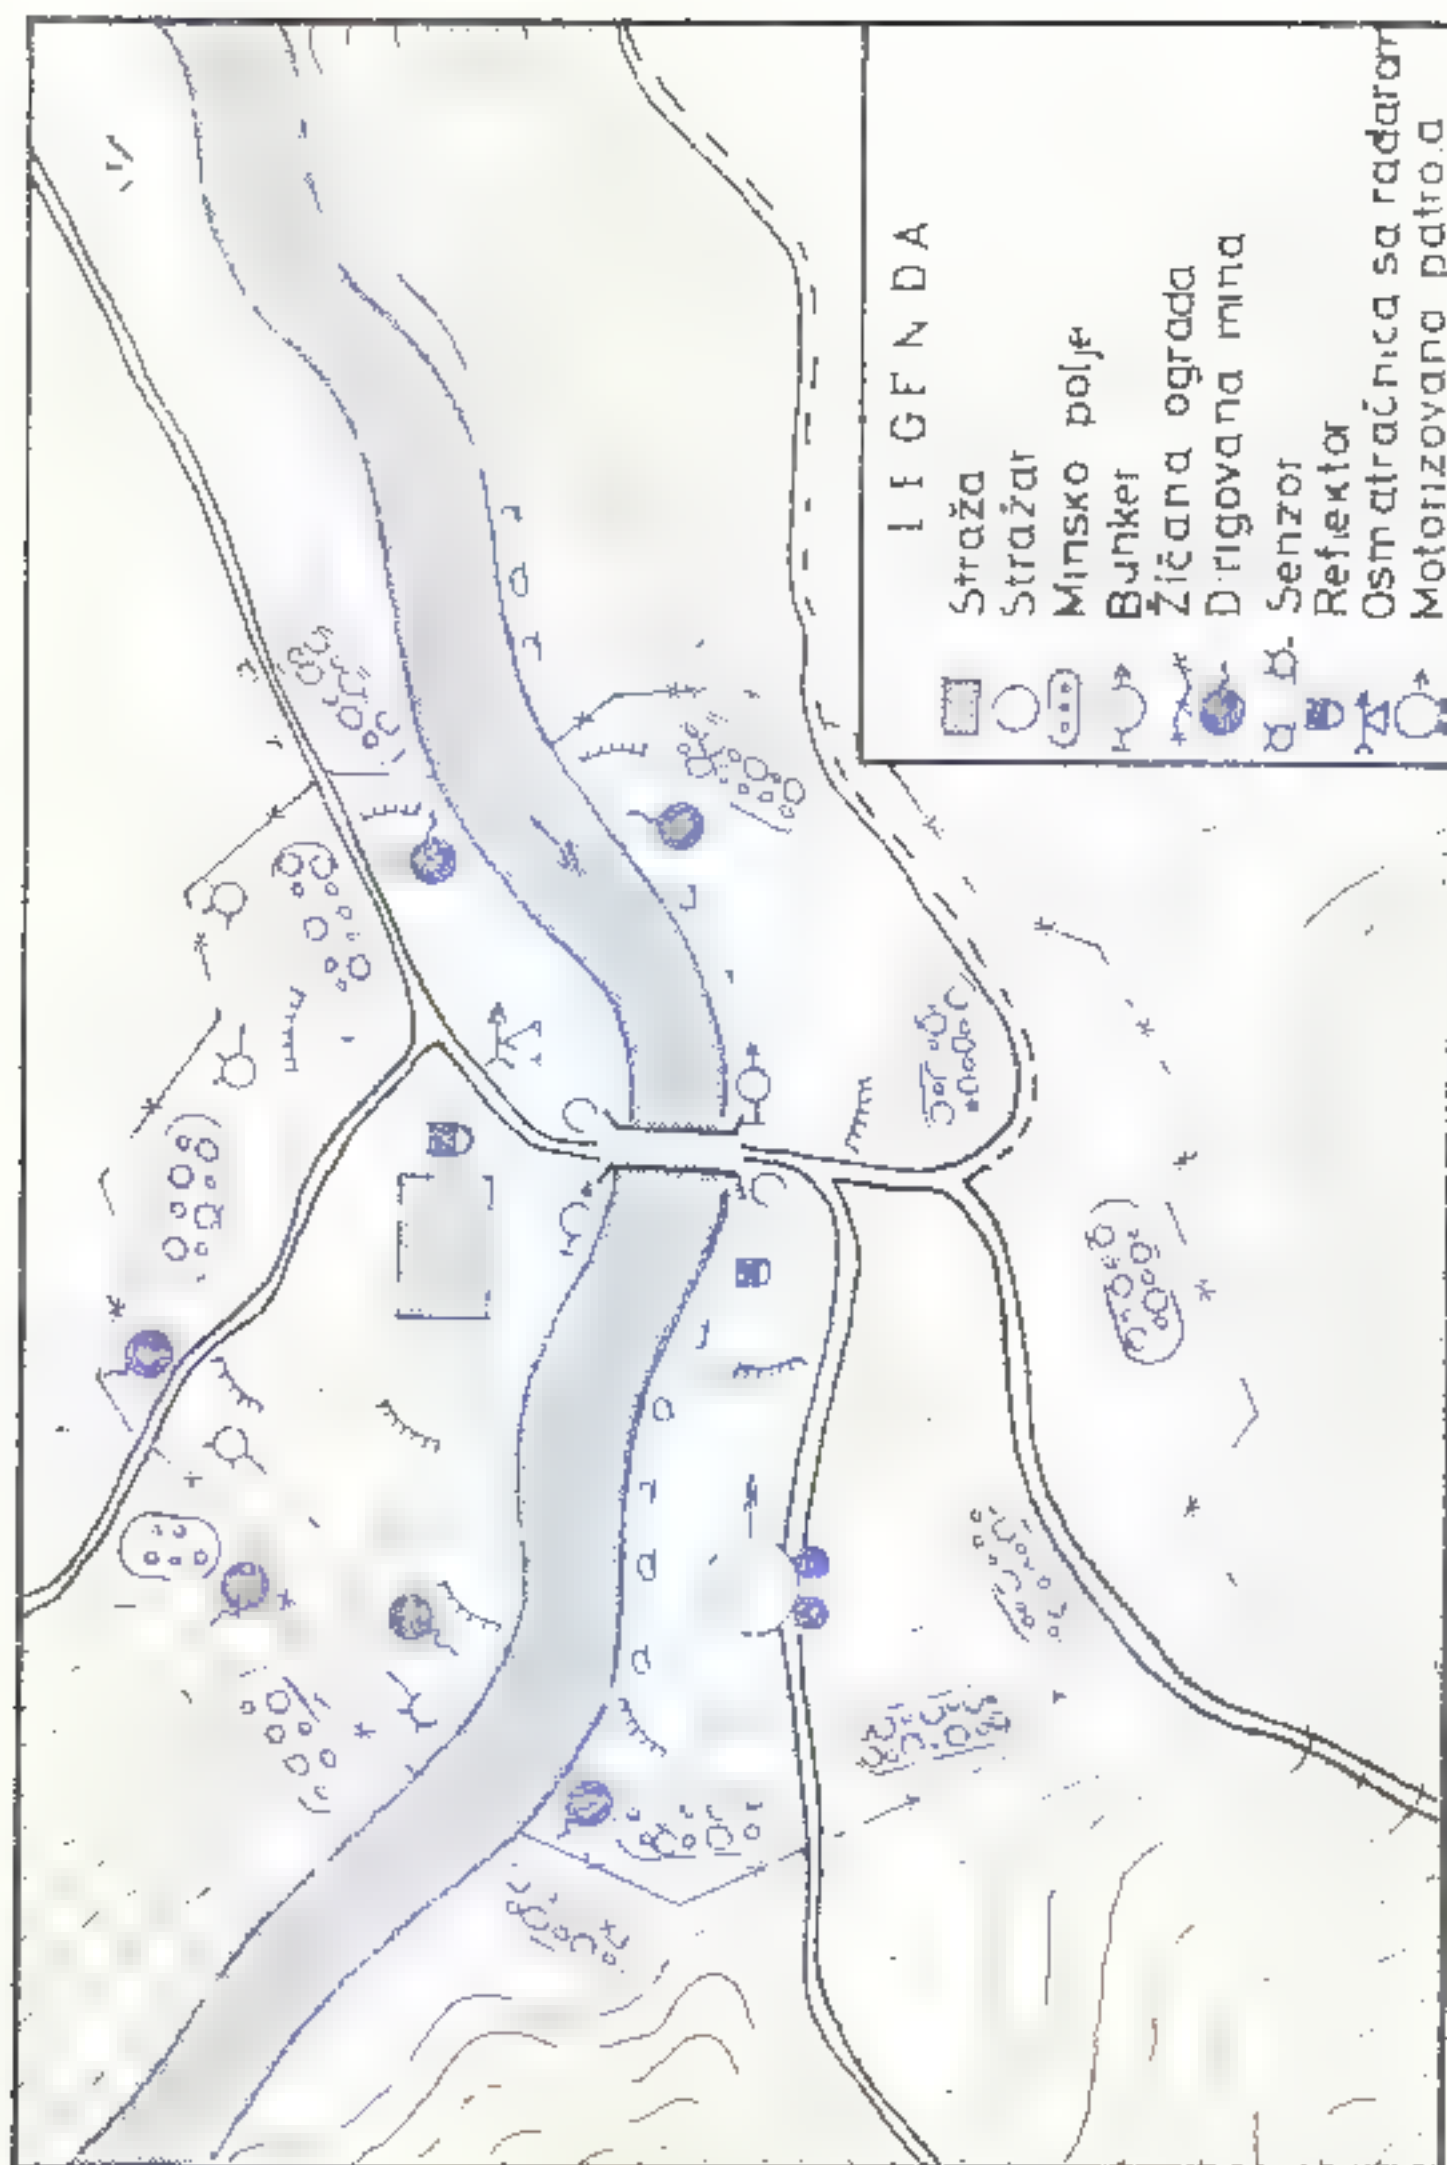 LEGENDA
Straža
Stražar
Minsko polje
Bunker
Žičana ograda
Dirigovana mina
Senzor
Reflektor
Osmatračnica sa radarom
Motorizovana patrola